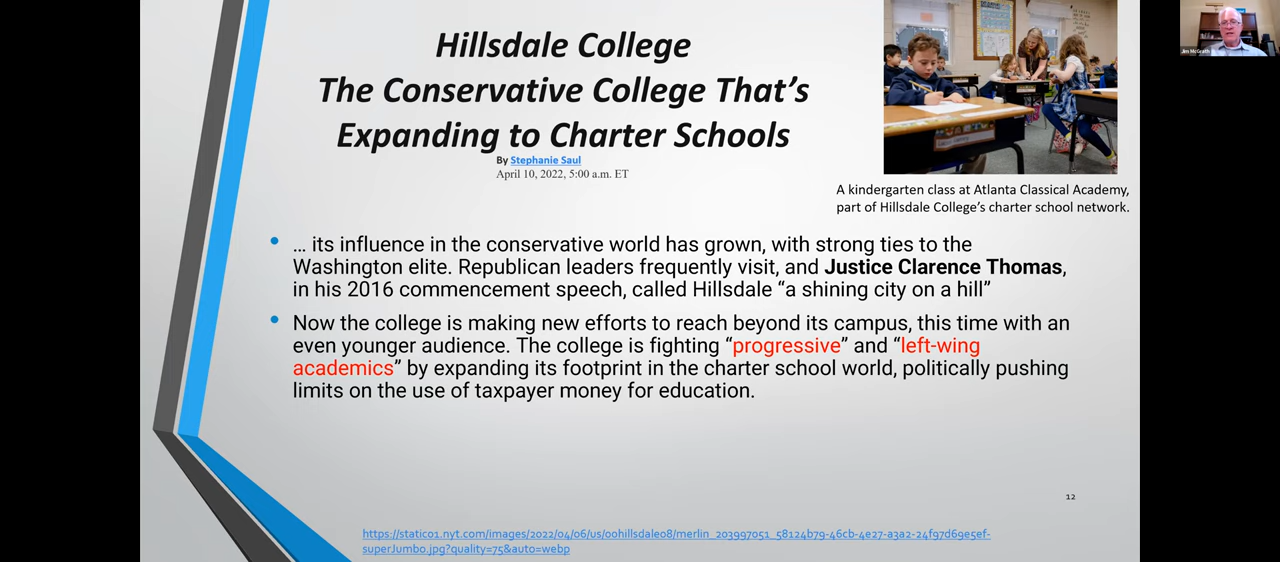 Hillsdale College
The Conservative College That's
Expanding to Charter Schools
By Stephanie Saul
April 10, 2022, 5:00 a.m. ET
Jim McGrath
A kindergarten class at Atlanta Classical Academy,
part of Hillsdale College's charter school network.
• … its influence in the conservative world has grown, with strong ties to the
Washington elite. Republican leaders frequently visit, and Justice Clarence Thomas,
in his 2016 commencement speech, called Hillsdale “a shining city on a hill”
• Now the college is making new efforts to reach beyond its campus, this time with an
even younger audience. The college is fighting “progressive” and “left-wing
academics” by expanding its footprint in the charter school world, politically pushing
limits on the use of taxpayer money for education.
12
https://static01.nyt.com/images/2022/04/06/us/00hillsdale08/merlin_203997051_58124b79-46cb-4e27-a3a2-24f97d69e5ef-
superJumbo.jpg?quality=75&auto=webp